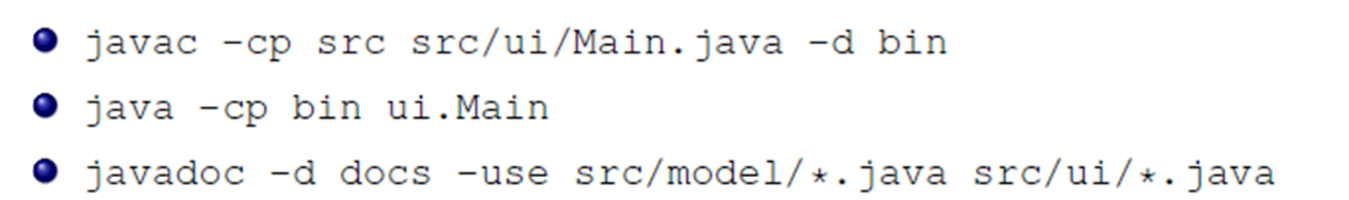 javac -cp src src/ui/Main.java -d bin
java -cp bin ui.Main
javadoc -d docs -use src/model/*.java src/ui/*.java